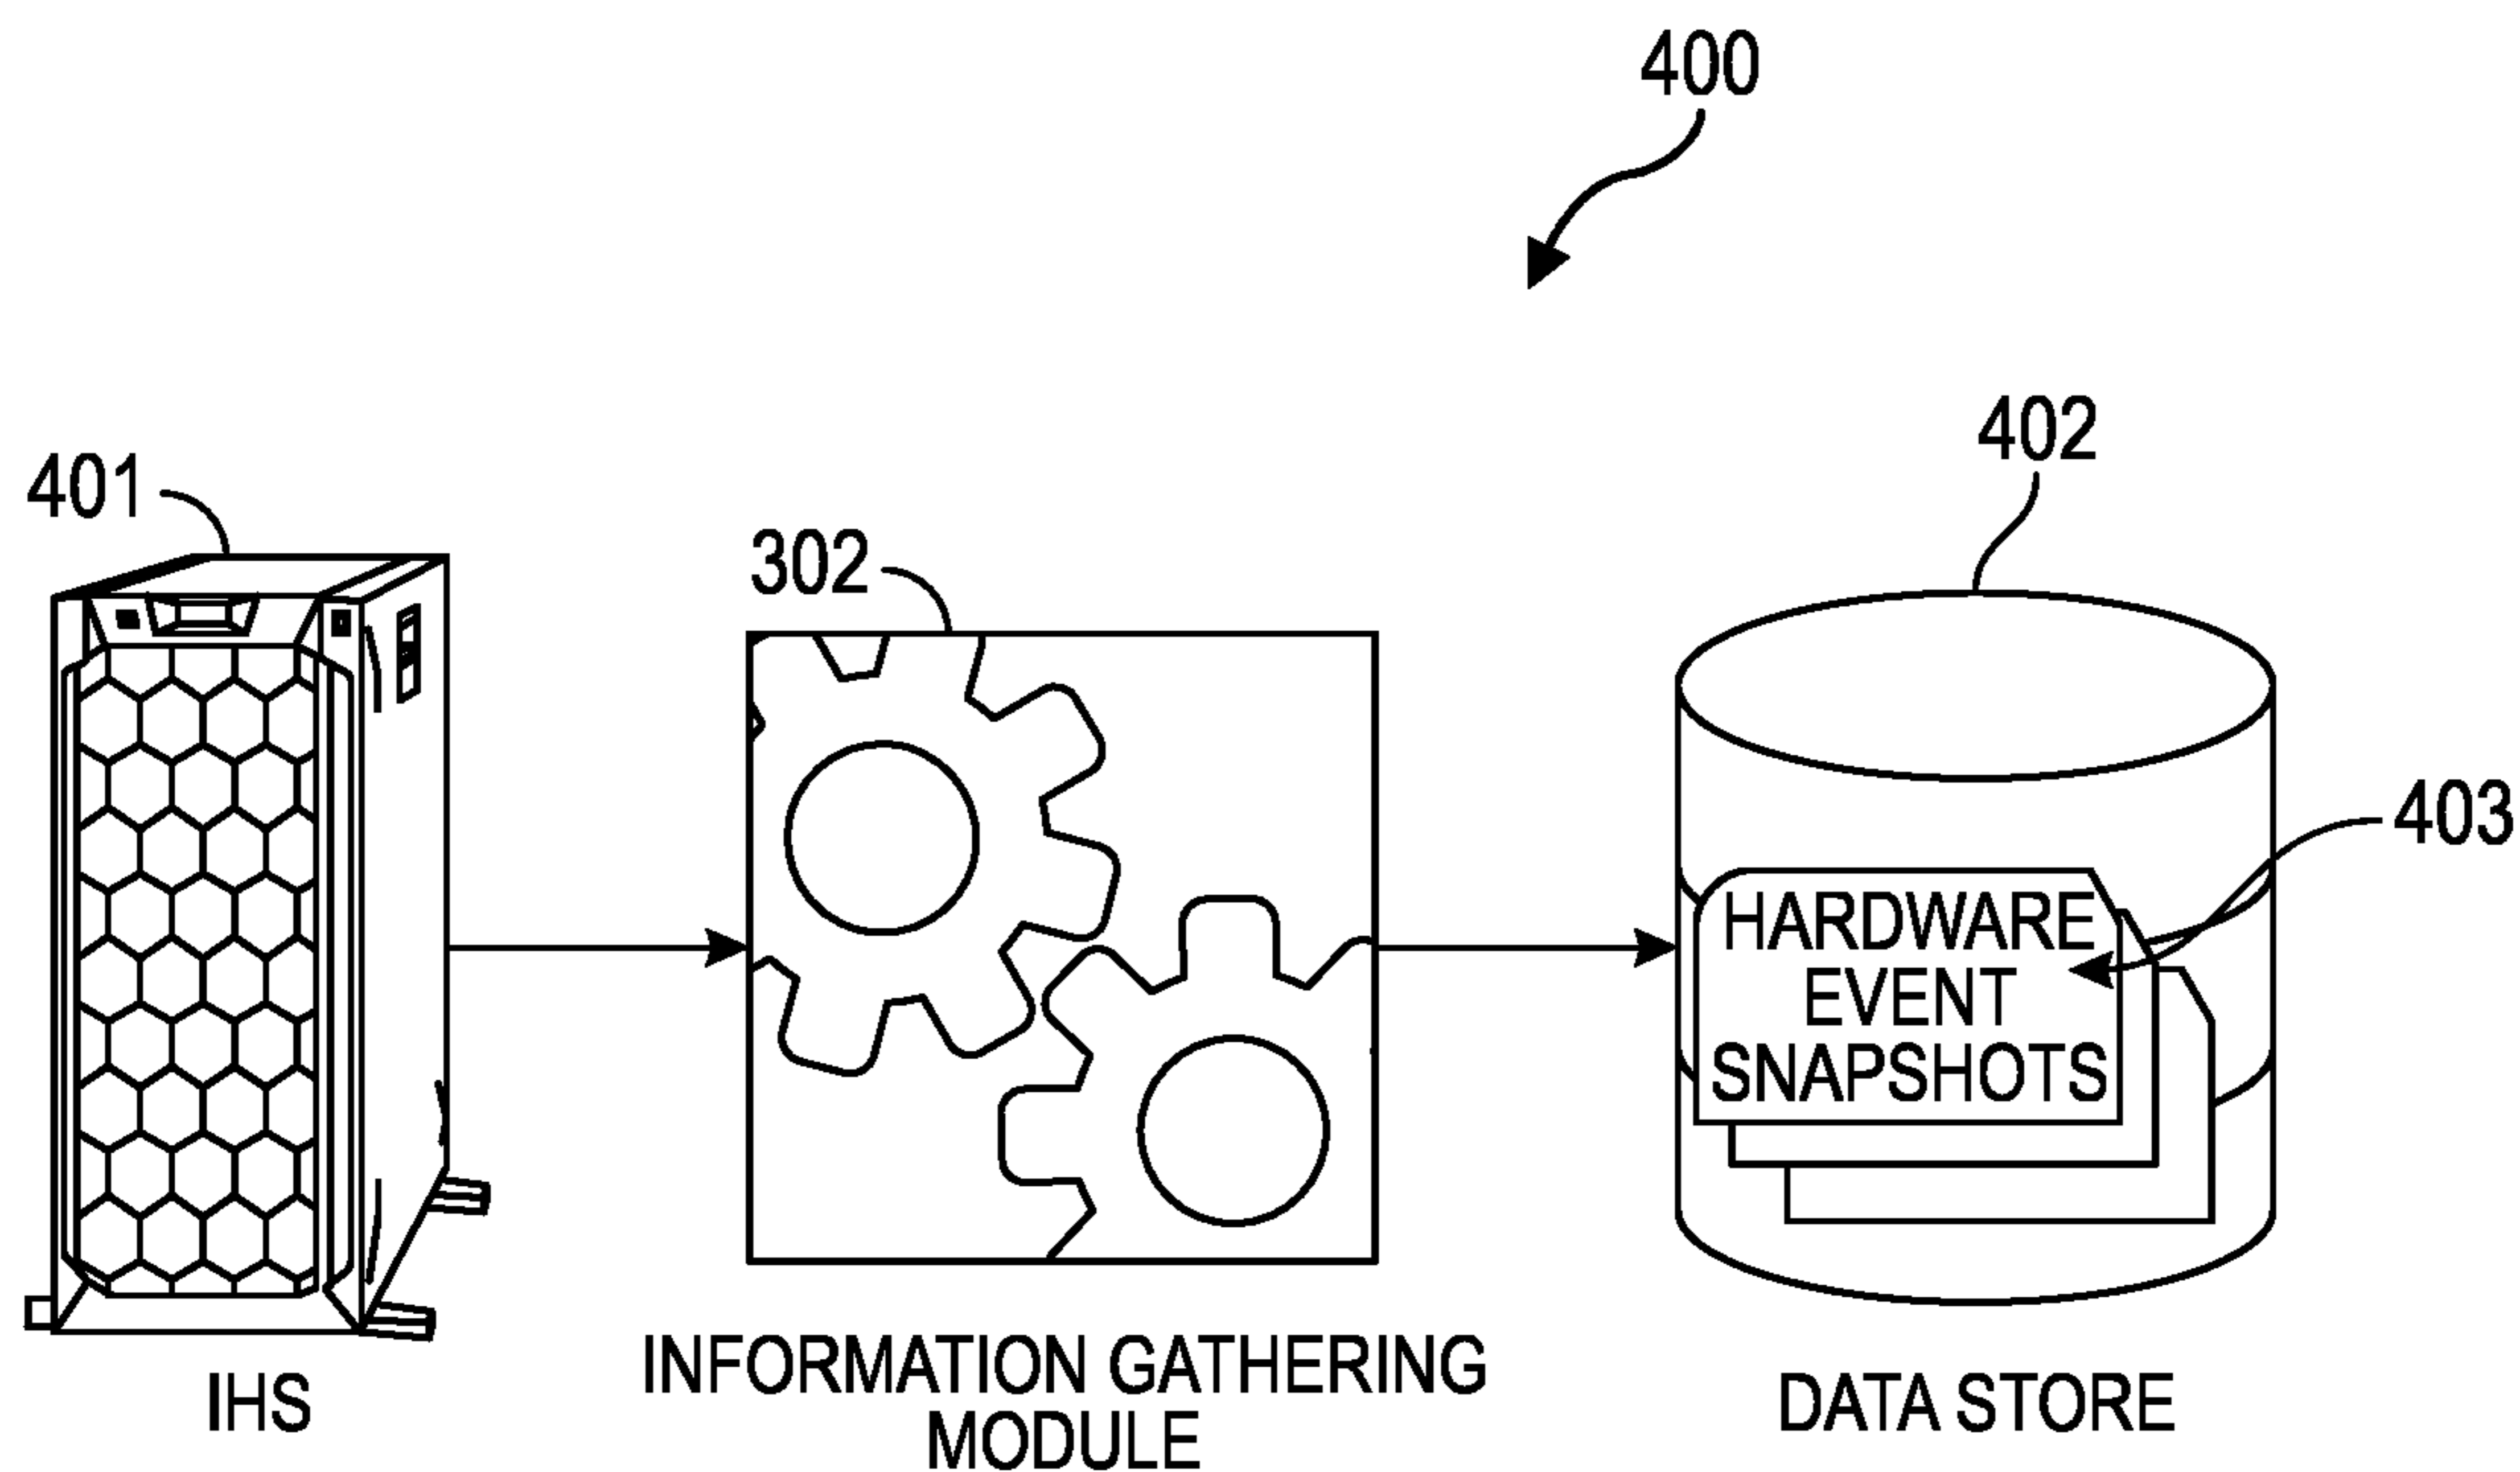 400
402
401
302
403
HARDWARE
EVENT
SNAPSHOTS
IHS
INFORMATION GATHERING
MODULE
DATA STORE